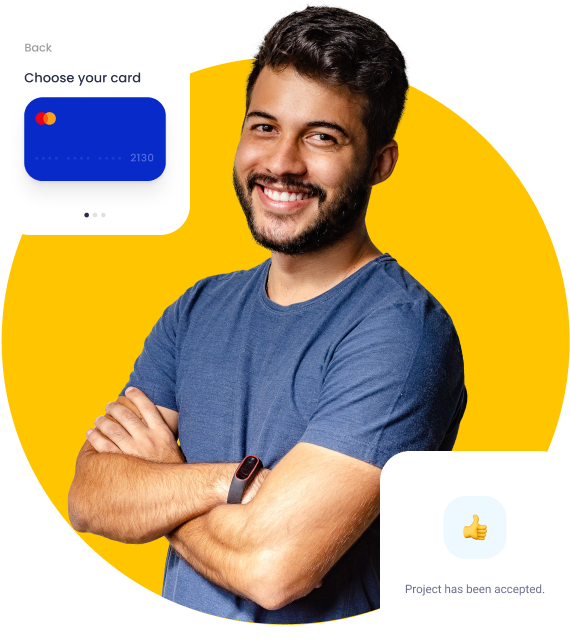 Back
Choose your card
•••• •••• •••• 2130
Project has been accepted.